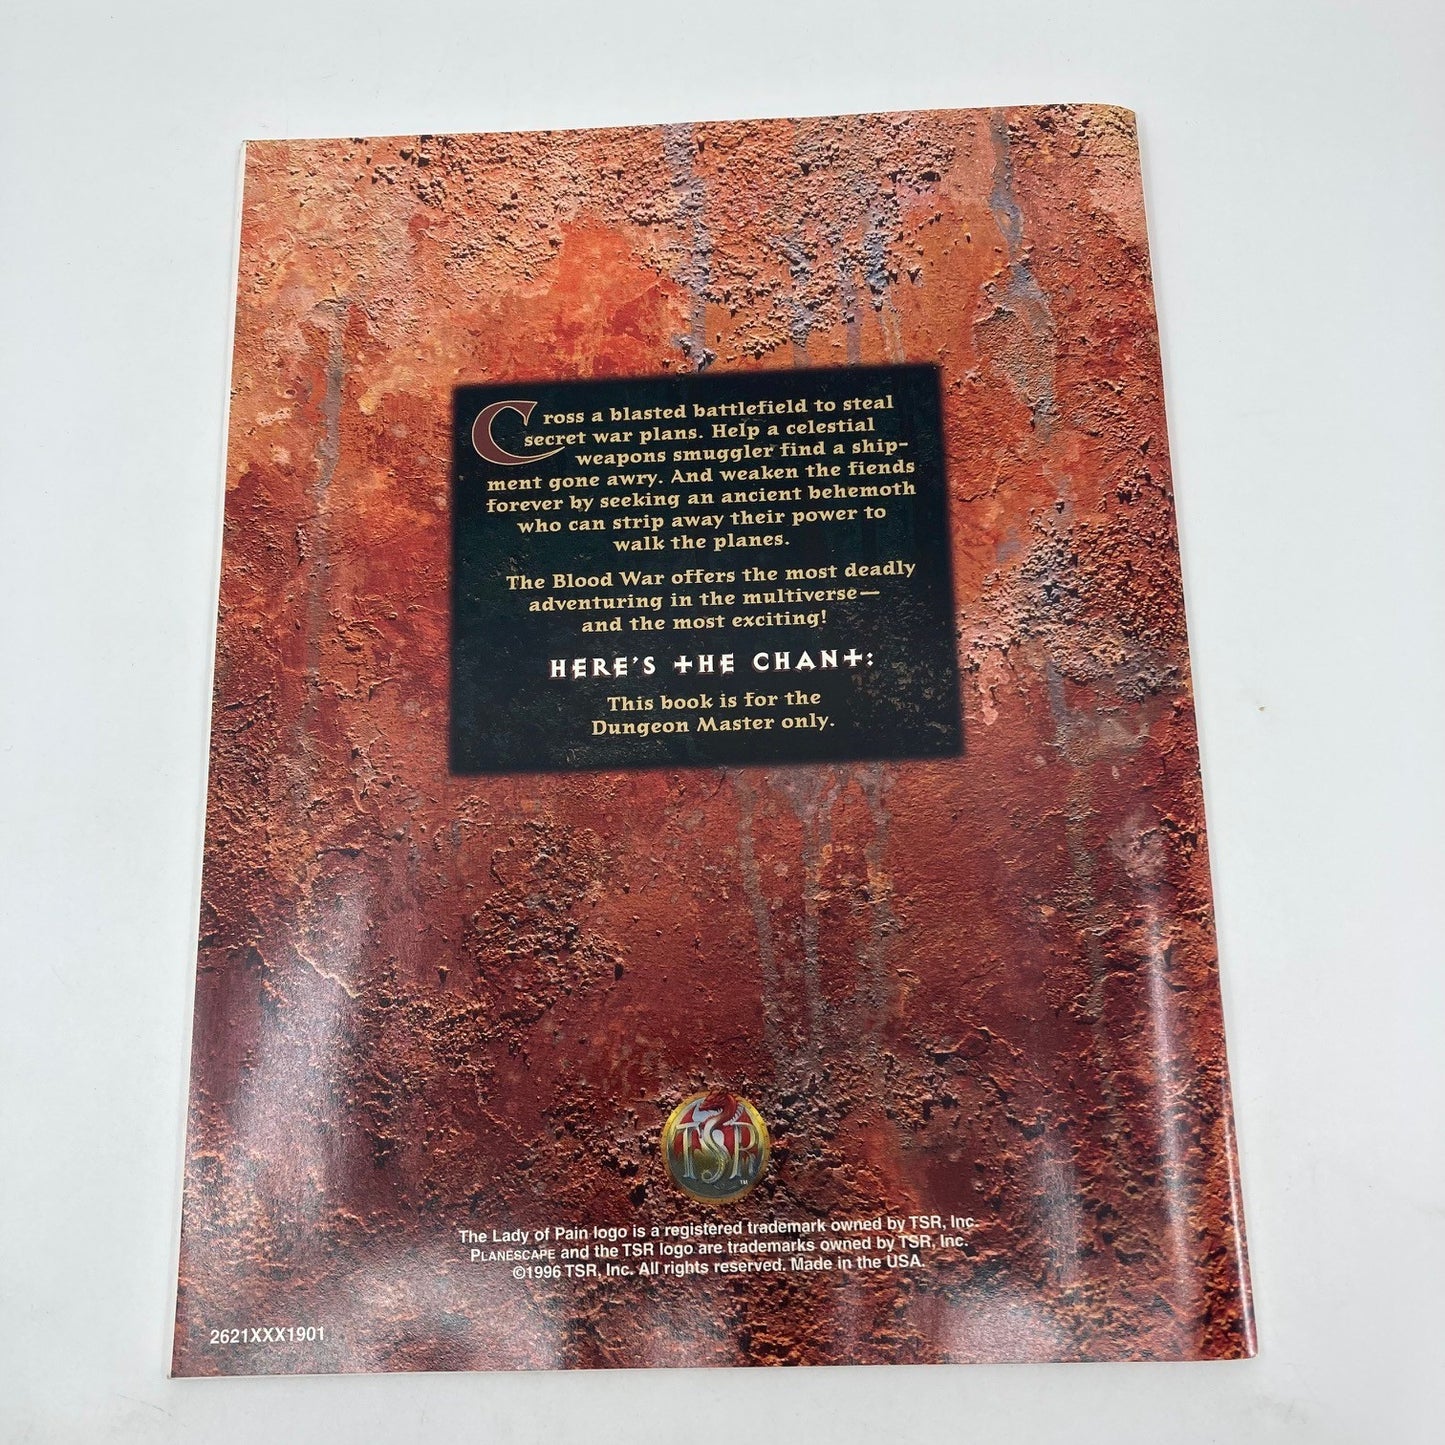 Cross a blasted battlefield to steal
secret war plans. Help a celestial
weapons smuggler find a ship-
ment gone awry. And weaken the fiends
forever by seeking an ancient behemoth
who can strip away their power to
walk the planes.
The Blood War offers the most deadly
adventuring in the multiverse—
and the most exciting!
HERE'S THE CHANT:
This book is for the
Dungeon Master only.
TSR
TM
The Lady of Pain logo is a registered trademark owned by TSR, Inc.
PLANESCAPE and the TSR logo are trademarks owned by TSR, Inc.
©1996 TSR, Inc. All rights reserved. Made in the USA.
2621XXX1901